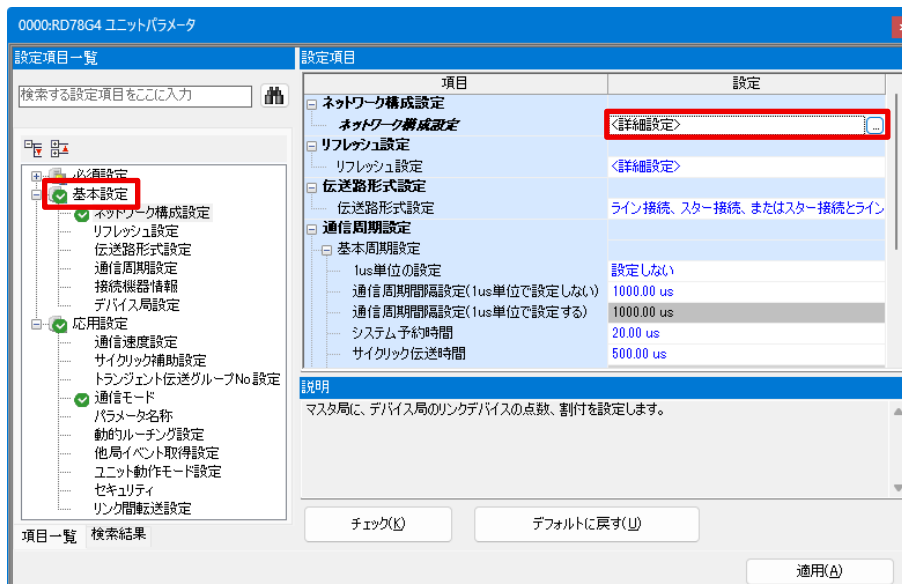 0000:RD78G4 ユニットパラメータ
設定項目一覧
検索する設定項目をここに入力
必須設定
基本設定
ネットワーク構成設定
リフレッシュ設定
伝送路形式設定
通信周期設定
接続機器情報
デバイス局設定
応用設定
通信速度設定
サイクリック補助設定
トランジェント伝送グループNo設定
通信モード
パラメータ名称
動的ルーチング設定
他局イベント取得設定
ユニット動作モード設定
セキュリティ
リンク間転送設定
項目一覧 検索結果
設定項目
項目 設定
ネットワーク構成設定
ネットワーク構成設定 <詳細設定> ...
リフレッシュ設定
リフレッシュ設定 <詳細設定>
伝送路形式設定
伝送路形式設定 ライン接続、スター接続、またはスター接続とライン
通信周期設定
基本周期設定
1us単位の設定 設定しない
通信周期間隔設定(1us単位で設定しない) 1000.00 us
通信周期間隔設定(1us単位で設定する) 1000.00 us
システム予約時間 20.00 us
サイクリック伝送時間 500.00 us
説明
マスタ局に、デバイス局のリンクデバイスの点数、割付を設定します。
チェック(K) デフォルトに戻す(U)
適用(A)